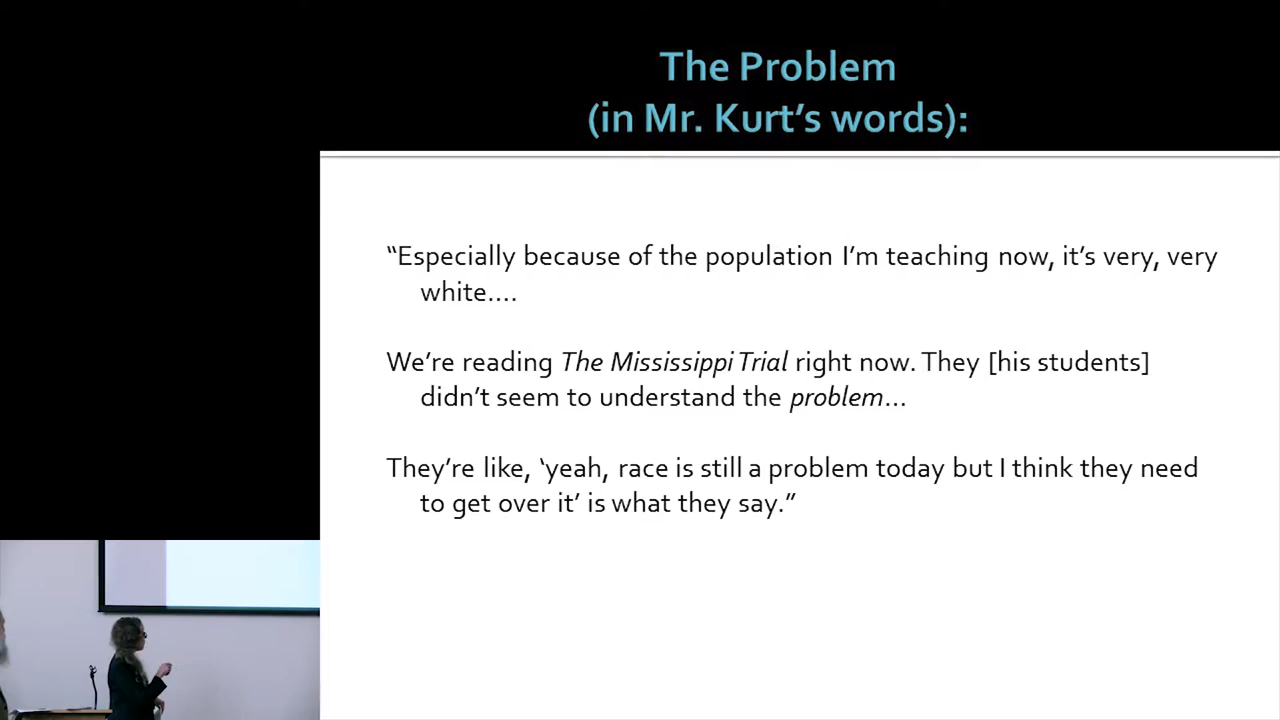 The Problem
(in Mr. Kurt’s words):
“Especially because of the population I’m teaching now, it’s very, very
white….
We’re reading The Mississippi Trial right now. They [his students]
didn’t seem to understand the problem…
They’re like, ‘yeah, race is still a problem today but I think they need
to get over it’ is what they say.”